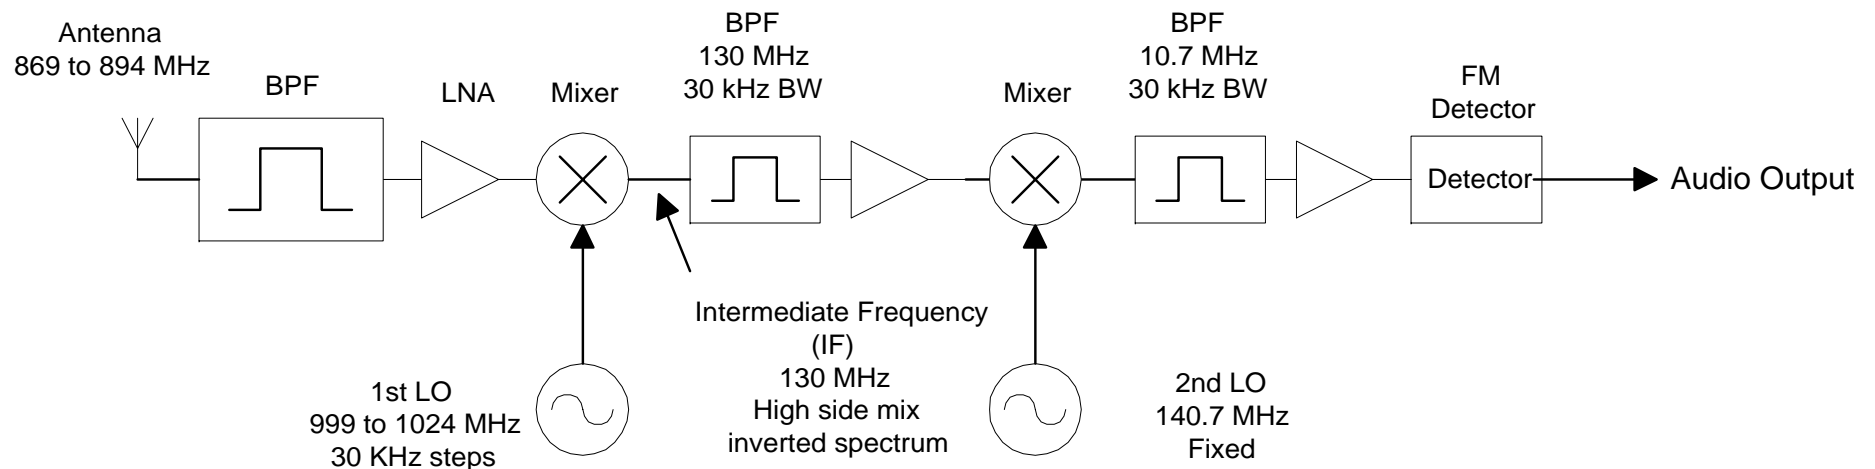 Antenna
869 to 894 MHz
BPF
LNA
Mixer
BPF
130 MHz
30 kHz BW
Mixer
BPF
10.7 MHz
30 kHz BW
FM
Detector
Detector
Audio Output
1st LO
999 to 1024 MHz
30 KHz steps
Intermediate Frequency
(IF)
130 MHz
High side mix
inverted spectrum
2nd LO
140.7 MHz
Fixed